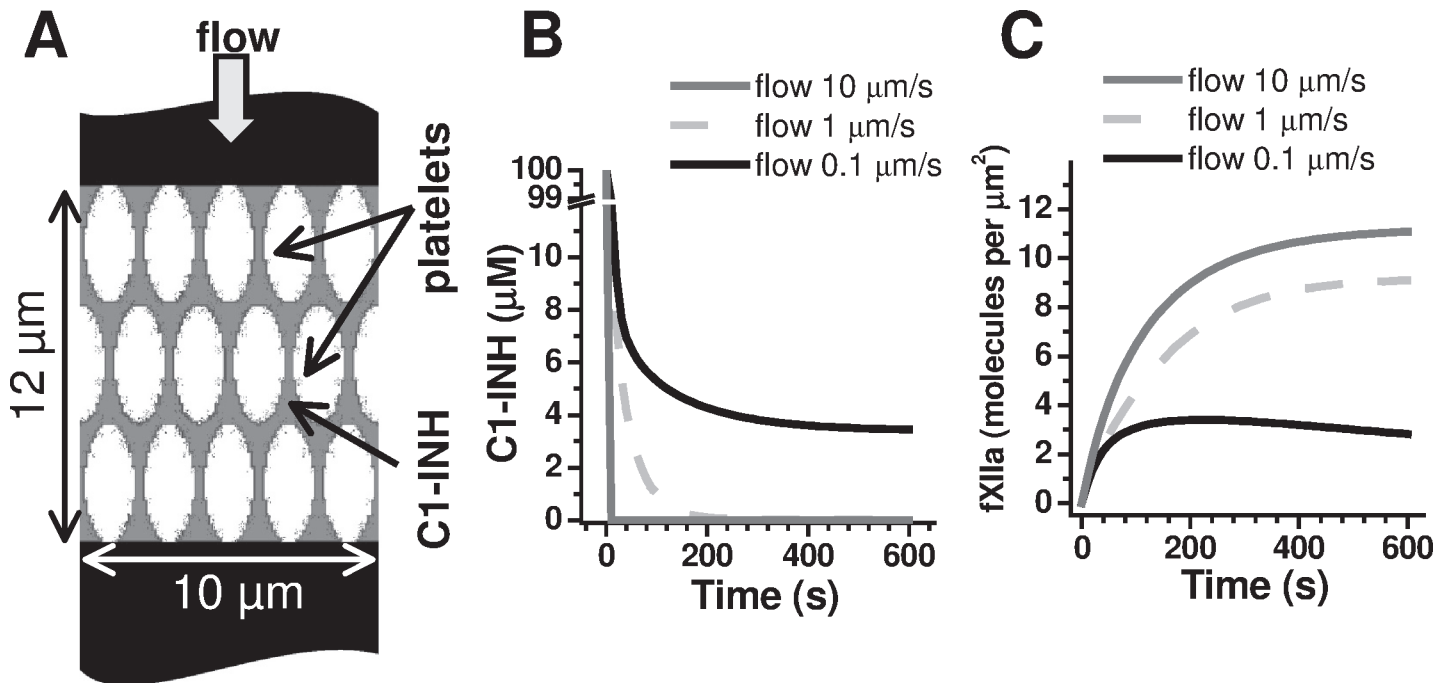 A
flow
platelets
12 μm
C1-INH
10 μm
B
flow 10 μm/s
flow 1 μm/s
flow 0.1 μm/s
100
99
10
8
6
4
2
0
C1-INH (μM)
0 200 400 600
Time (s)
C
flow 10 μm/s
flow 1 μm/s
flow 0.1 μm/s
12
10
8
6
4
2
0
fXIIa (molecules per μm²)
0 200 400 600
Time (s)